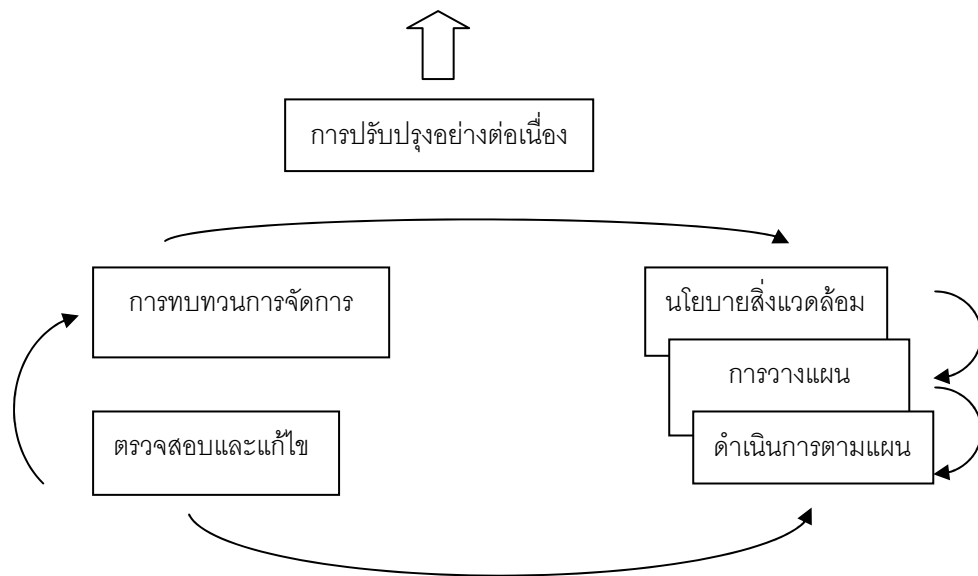 การปรับปรุงอย่างต่อเนื่อง
การทบทวนการจัดการ
นโยบายสิ่งแวดล้อม
การวางแผน
ตรวจสอบและแก้ไข
ดำเนินการตามแผน